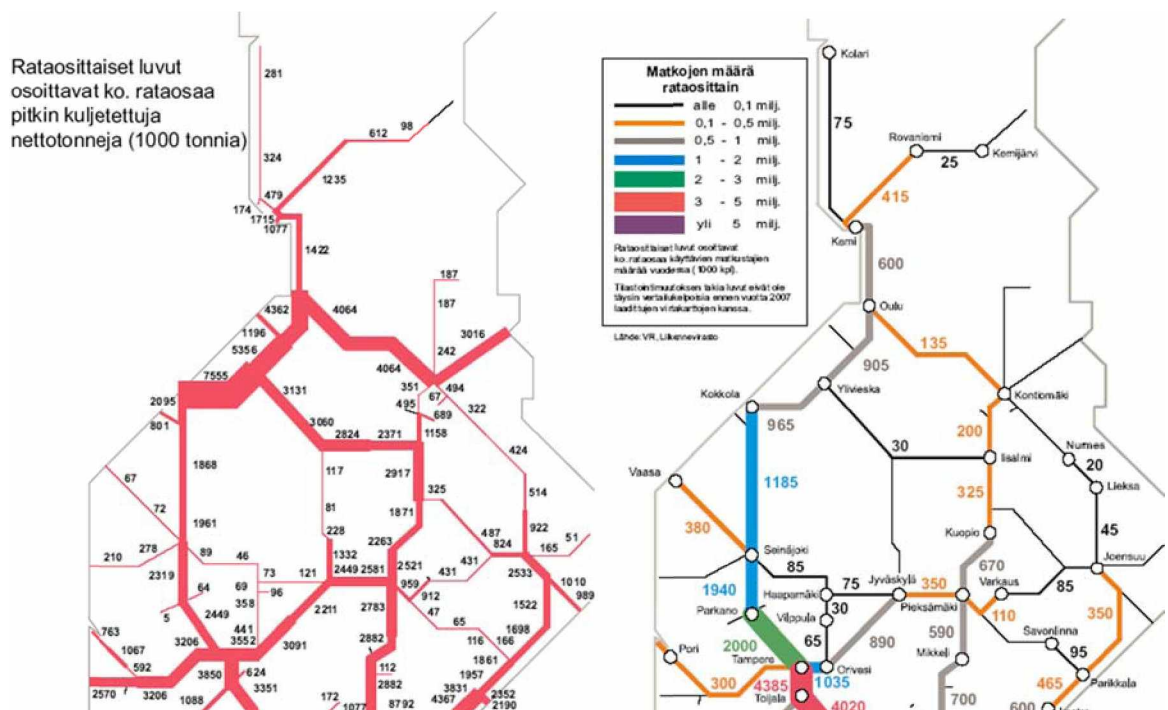 Rataosittaiset luvut
osoittavat ko. rataosaa
pitkin kuljetettuja
nettotonneja (1000 tonnia)
281
98
612
324
1235
479
174
1715
1077
1422
187
4362
4064
187
1196
3016
5356
242
4064
7555
351
494
3131
67
2095
495
322
801
689
3060
1158
2824
2371
424
1868
117
2917
67
325
514
81
72
1871
1961
228
487
922
51
278
89
46
2263
824
165
210
1332
431
2449
2581
2521
73
121
2533
2319
64
69
96
959
431
1010
912
358
2211
2783
1522
989
2449
47
5
441
65
763
3206
3552
2882
1698
1067
3091
116
166
592
112
1861
3850
624
2882
1957
2570
3206
3351
3831
2352
1088
172
4367
2190
1077
8792
Matkojen määrä
rataosittain
alle 0,1 milj.
0,1 - 0,5 milj.
0,5 - 1 milj.
1 - 2 milj.
2 - 3 milj.
3 - 5 milj.
yli 5 milj.
Rataosittaiset luvut osoittavat
ko. rataosaa käyttävien matkustajien
määrää vuodessa (1000 kpl).
Tilastointimuutoksen takia luvut eivät ole
täysin vertailukelpoisia ennen vuotta 2007
laadittujen virtakarttojen kanssa.
Lähde: VR, Liikennevirasto
Kolari
75
Rovaniemi
25
Kemijärvi
415
Kemi
600
Oulu
135
905
Ylivieska
Kontiomäki
Kokkola
965
200
30
Nurmes
Iisalmi
20
Vaasa
Lieksa
1185
325
380
Kuopio
45
Seinäjoki
670
Joensuu
85
75
Jyväskylä
350
Varkaus
85
1940
Haapamäki
Pieksämäki
110
350
Parkano
30
Vilppula
590
Savonlinna
2000
65
890
95
Pori
Mikkeli
Tampere
Orivesi
Parikkala
300
4385
1035
465
Toijala
4020
700
600